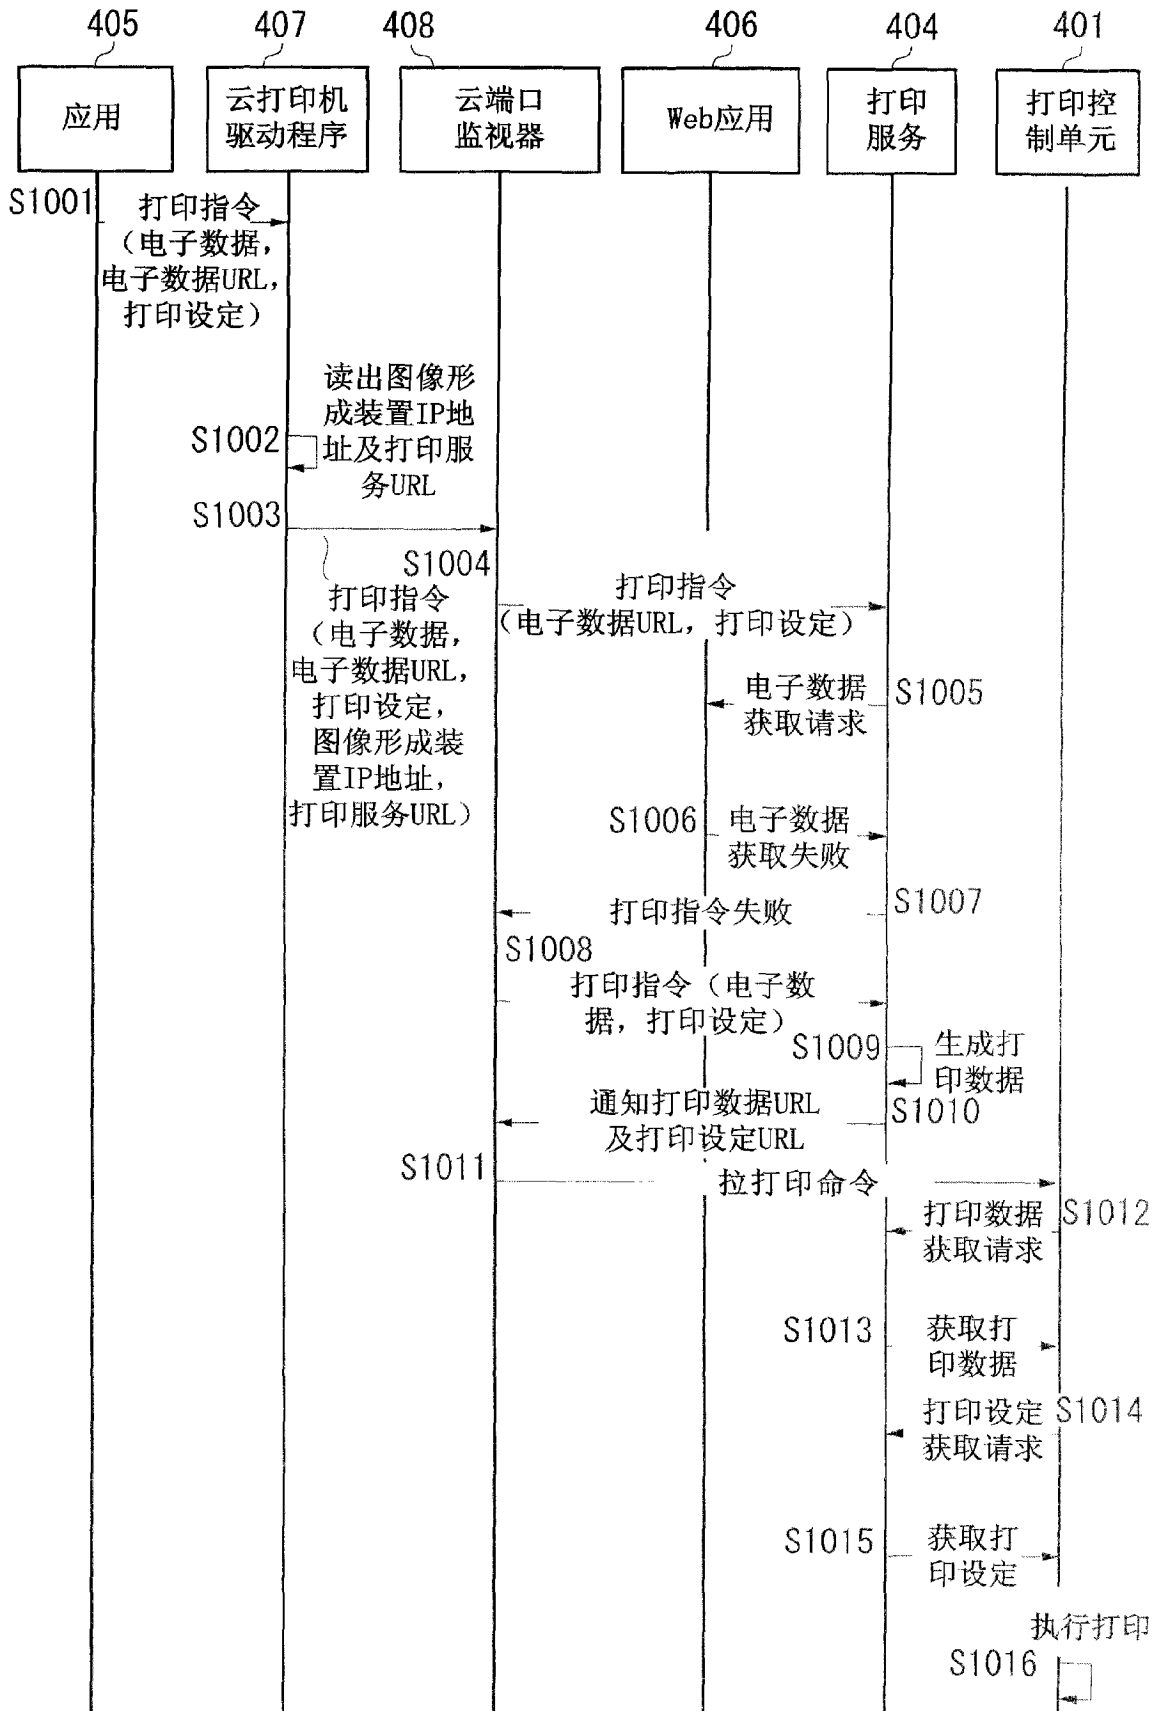 405
407
408
406
404
401
应用
云打印机
驱动程序
云端口
监视器
Web应用
打印
服务
打印控
制单元
S1001
打印指令
（电子数据，
电子数据URL，
打印设定）
读出图像形
成装置IP地
址及打印服
务URL
S1002
S1003
打印指令
（电子数据，
电子数据URL，
打印设定，
图像形成装
置IP地址，
打印服务URL）
S1004
打印指令
（电子数据URL，打印设定）
S1005
电子数据
获取请求
S1006
电子数据
获取失败
S1007
打印指令失败
S1008
打印指令（电子数
据，打印设定）
S1009
生成打
印数据
S1010
通知打印数据URL
及打印设定URL
S1011
拉打印命令
S1012
打印数据
获取请求
S1013
获取打
印数据
S1014
打印设定
获取请求
S1015
获取打
印设定
执行打印
S1016